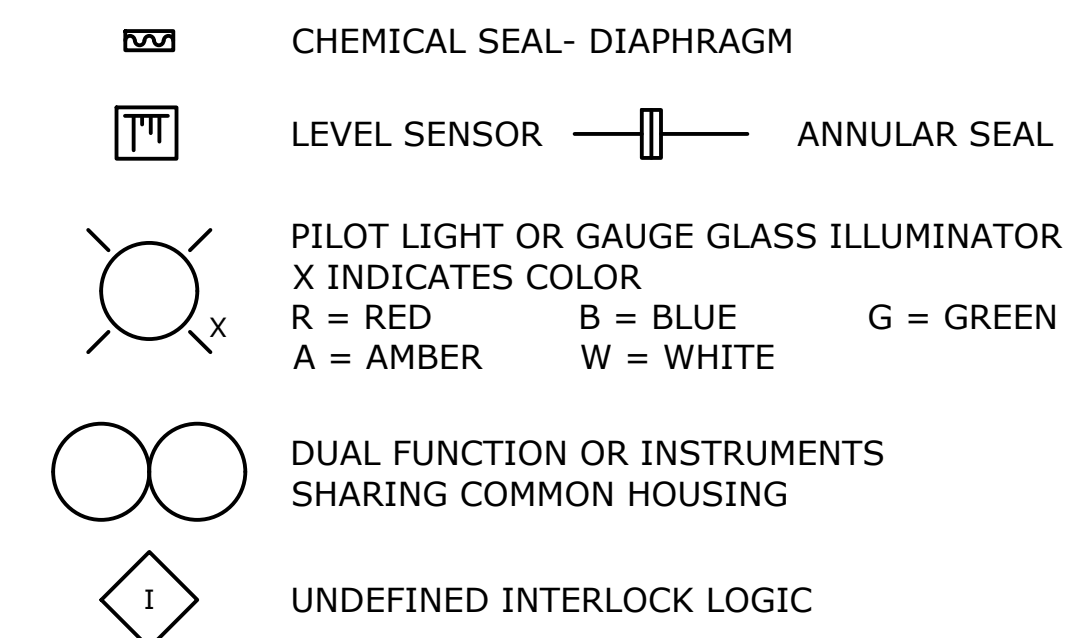 CHEMICAL SEAL- DIAPHRAGM
LEVEL SENSOR ANNULAR SEAL
PILOT LIGHT OR GAUGE GLASS ILLUMINATOR
X INDICATES COLOR
R = RED B = BLUE G = GREEN
X
A = AMBER W = WHITE
DUAL FUNCTION OR INSTRUMENTS
SHARING COMMON HOUSING
I UNDEFINED INTERLOCK LOGIC